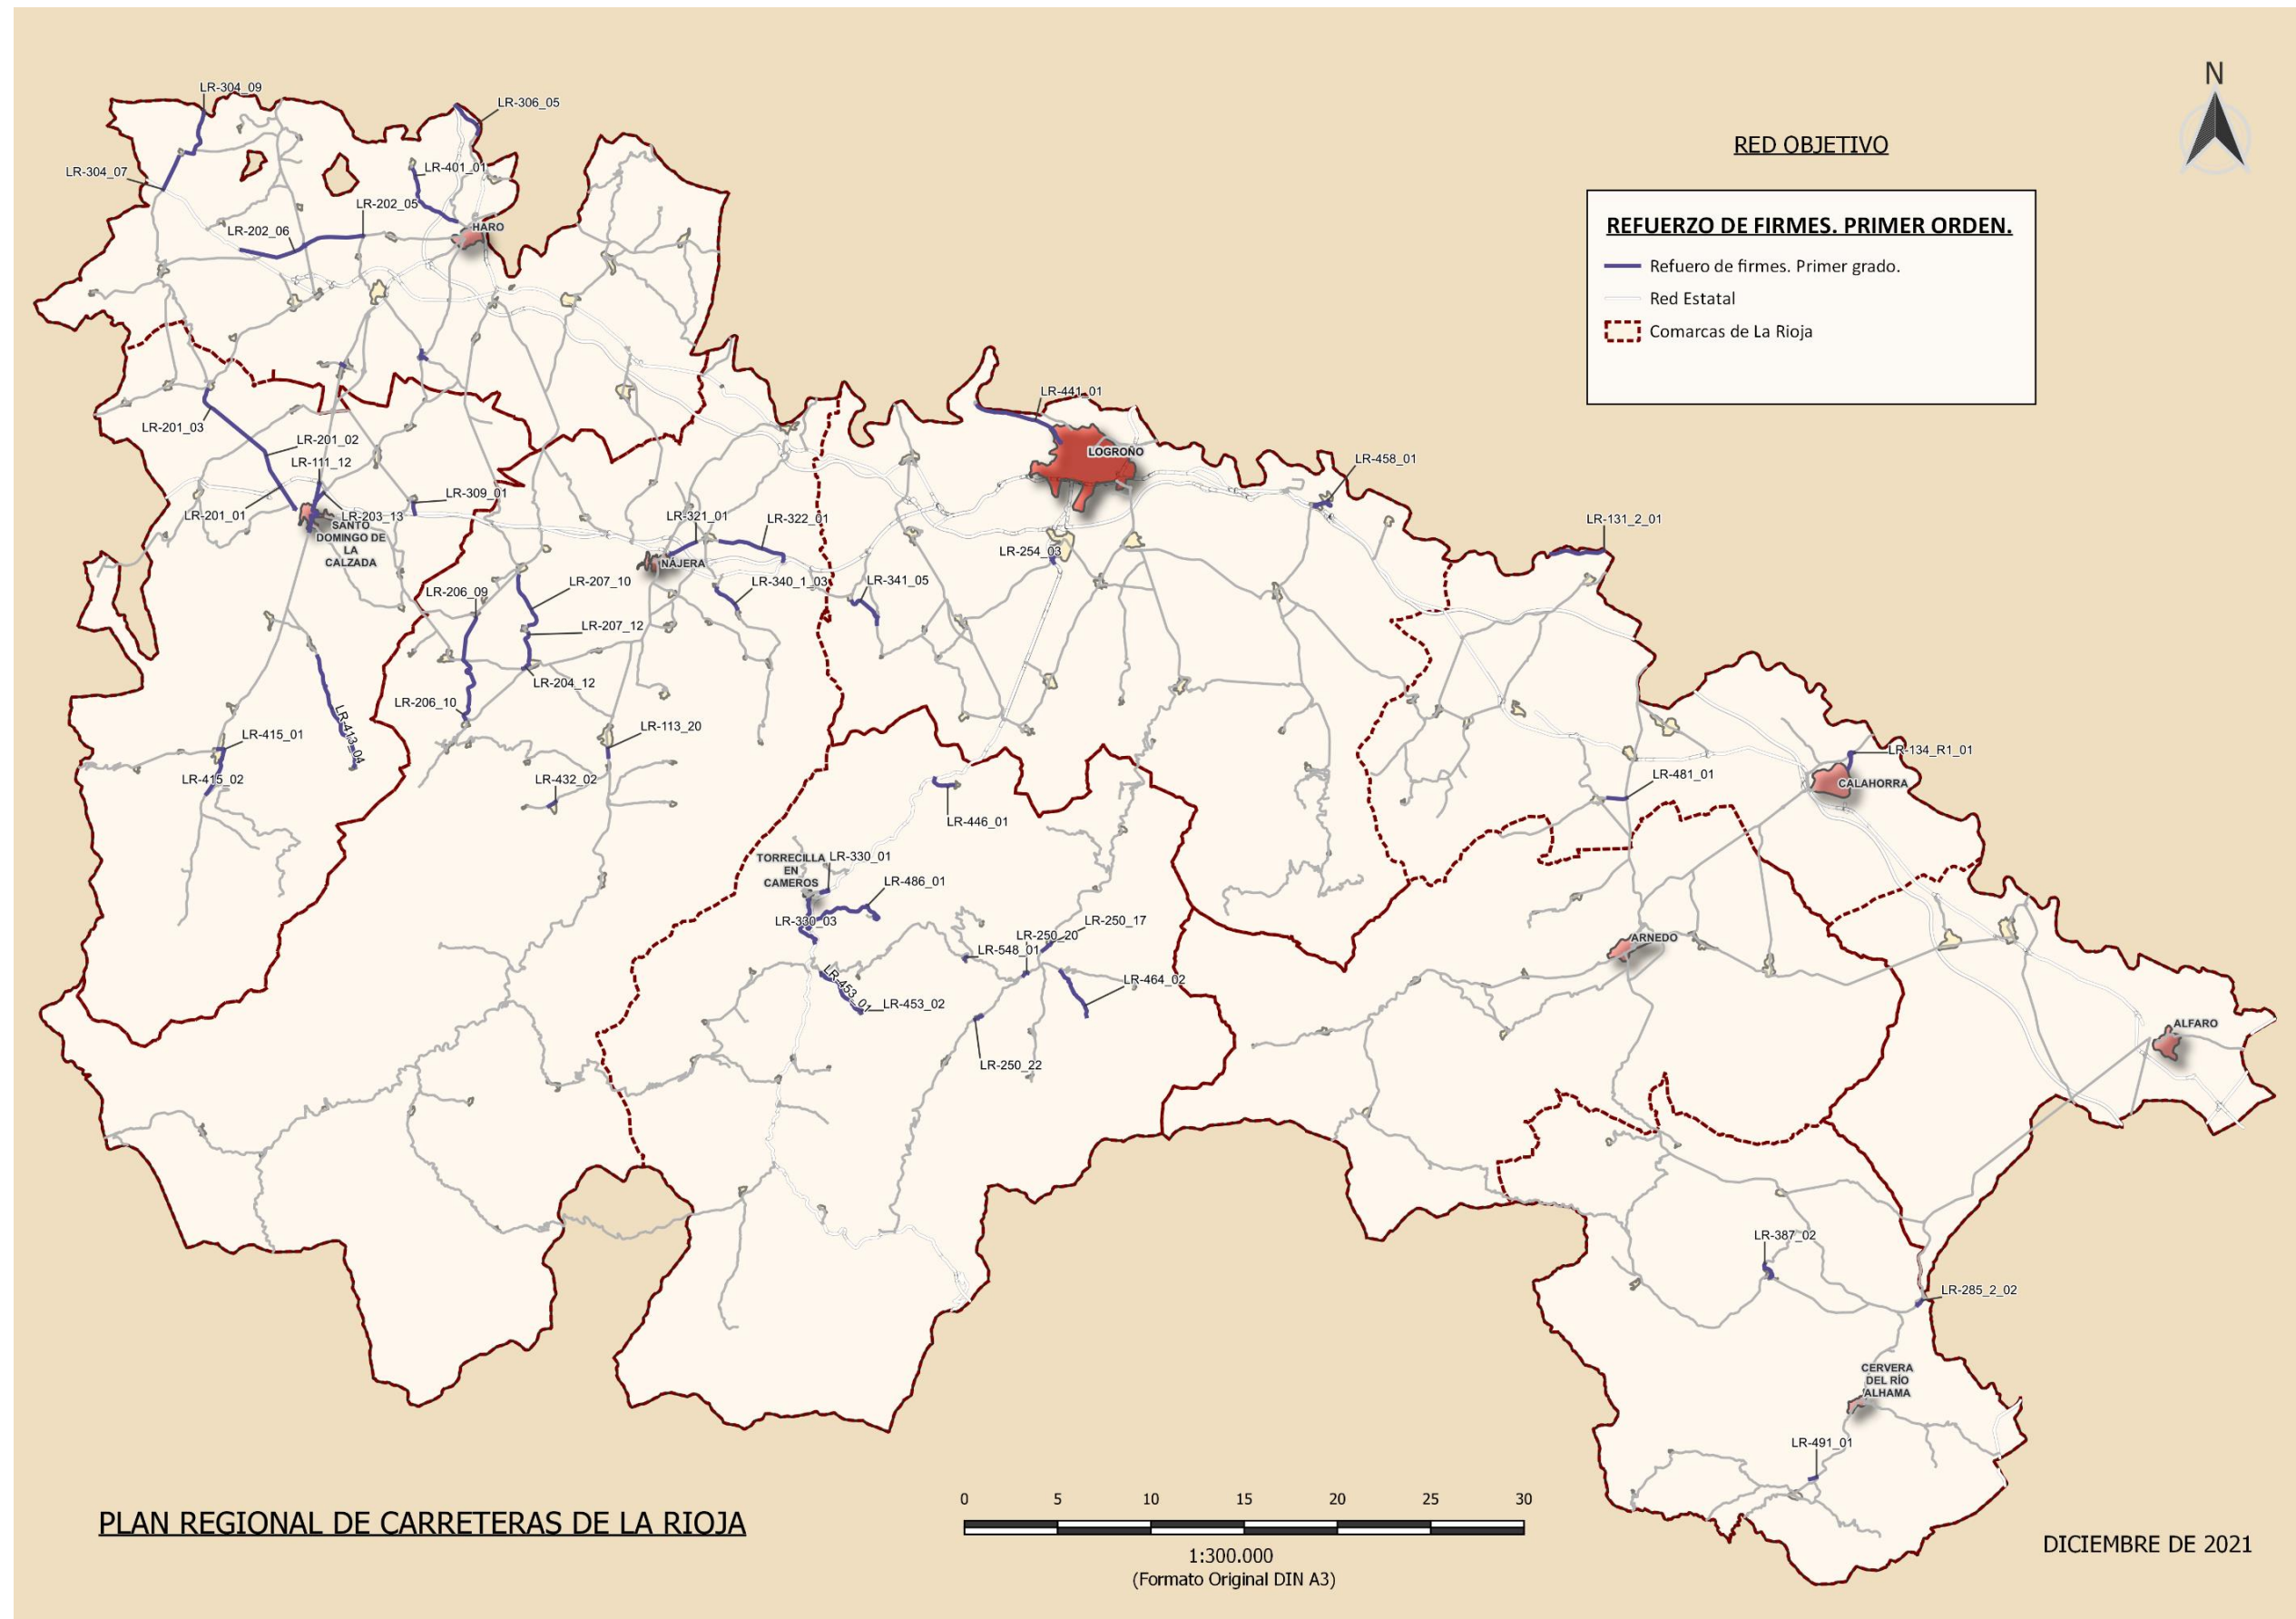 N
RED OBJETIVO
REFUERZO DE FIRMES. PRIMER ORDEN.
Refuero de firmes. Primer grado.
Red Estatal
Comarcas de La Rioja
LR-304_09
LR-306_05
LR-304_07
LR-401_01
LR-202_05
LR-202_06
HARO
LR-201_03
LR-201_02
LR-111_12
LR-309_01
LR-201_01
LR-203_13
SANTO
DOMINGO DE
LA
CALZADA
LR-441_01
LOGROÑO
LR-458_01
LR-321_01
LR-322_01
NÁJERA
LR-131_2_01
LR-254_03
LR-340_1_03
LR-341_05
LR-207_10
LR-206_09
LR-207_12
LR-204_12
LR-206_10
LR-413_04
LR-113_20
LR-415_01
LR-415_02
LR-432_02
LR-134_R1_01
LR-481_01
CALAHORRA
LR-446_01
TORRECILLA
EN
CAMEROS
LR-330_01
LR-486_01
LR-330_03
LR-250_17
LR-250_20
LR-548_01
LR-464_02
LR-453_01
LR-453_02
LR-250_22
ARNEDO
ALFARO
LR-387_02
LR-285_2_02
CERVERA
DEL RÍO
ALHAMA
LR-491_01
PLAN REGIONAL DE CARRETERAS DE LA RIOJA
0 5 10 15 20 25 30
1:300.000
(Formato Original DIN A3)
DICIEMBRE DE 2021